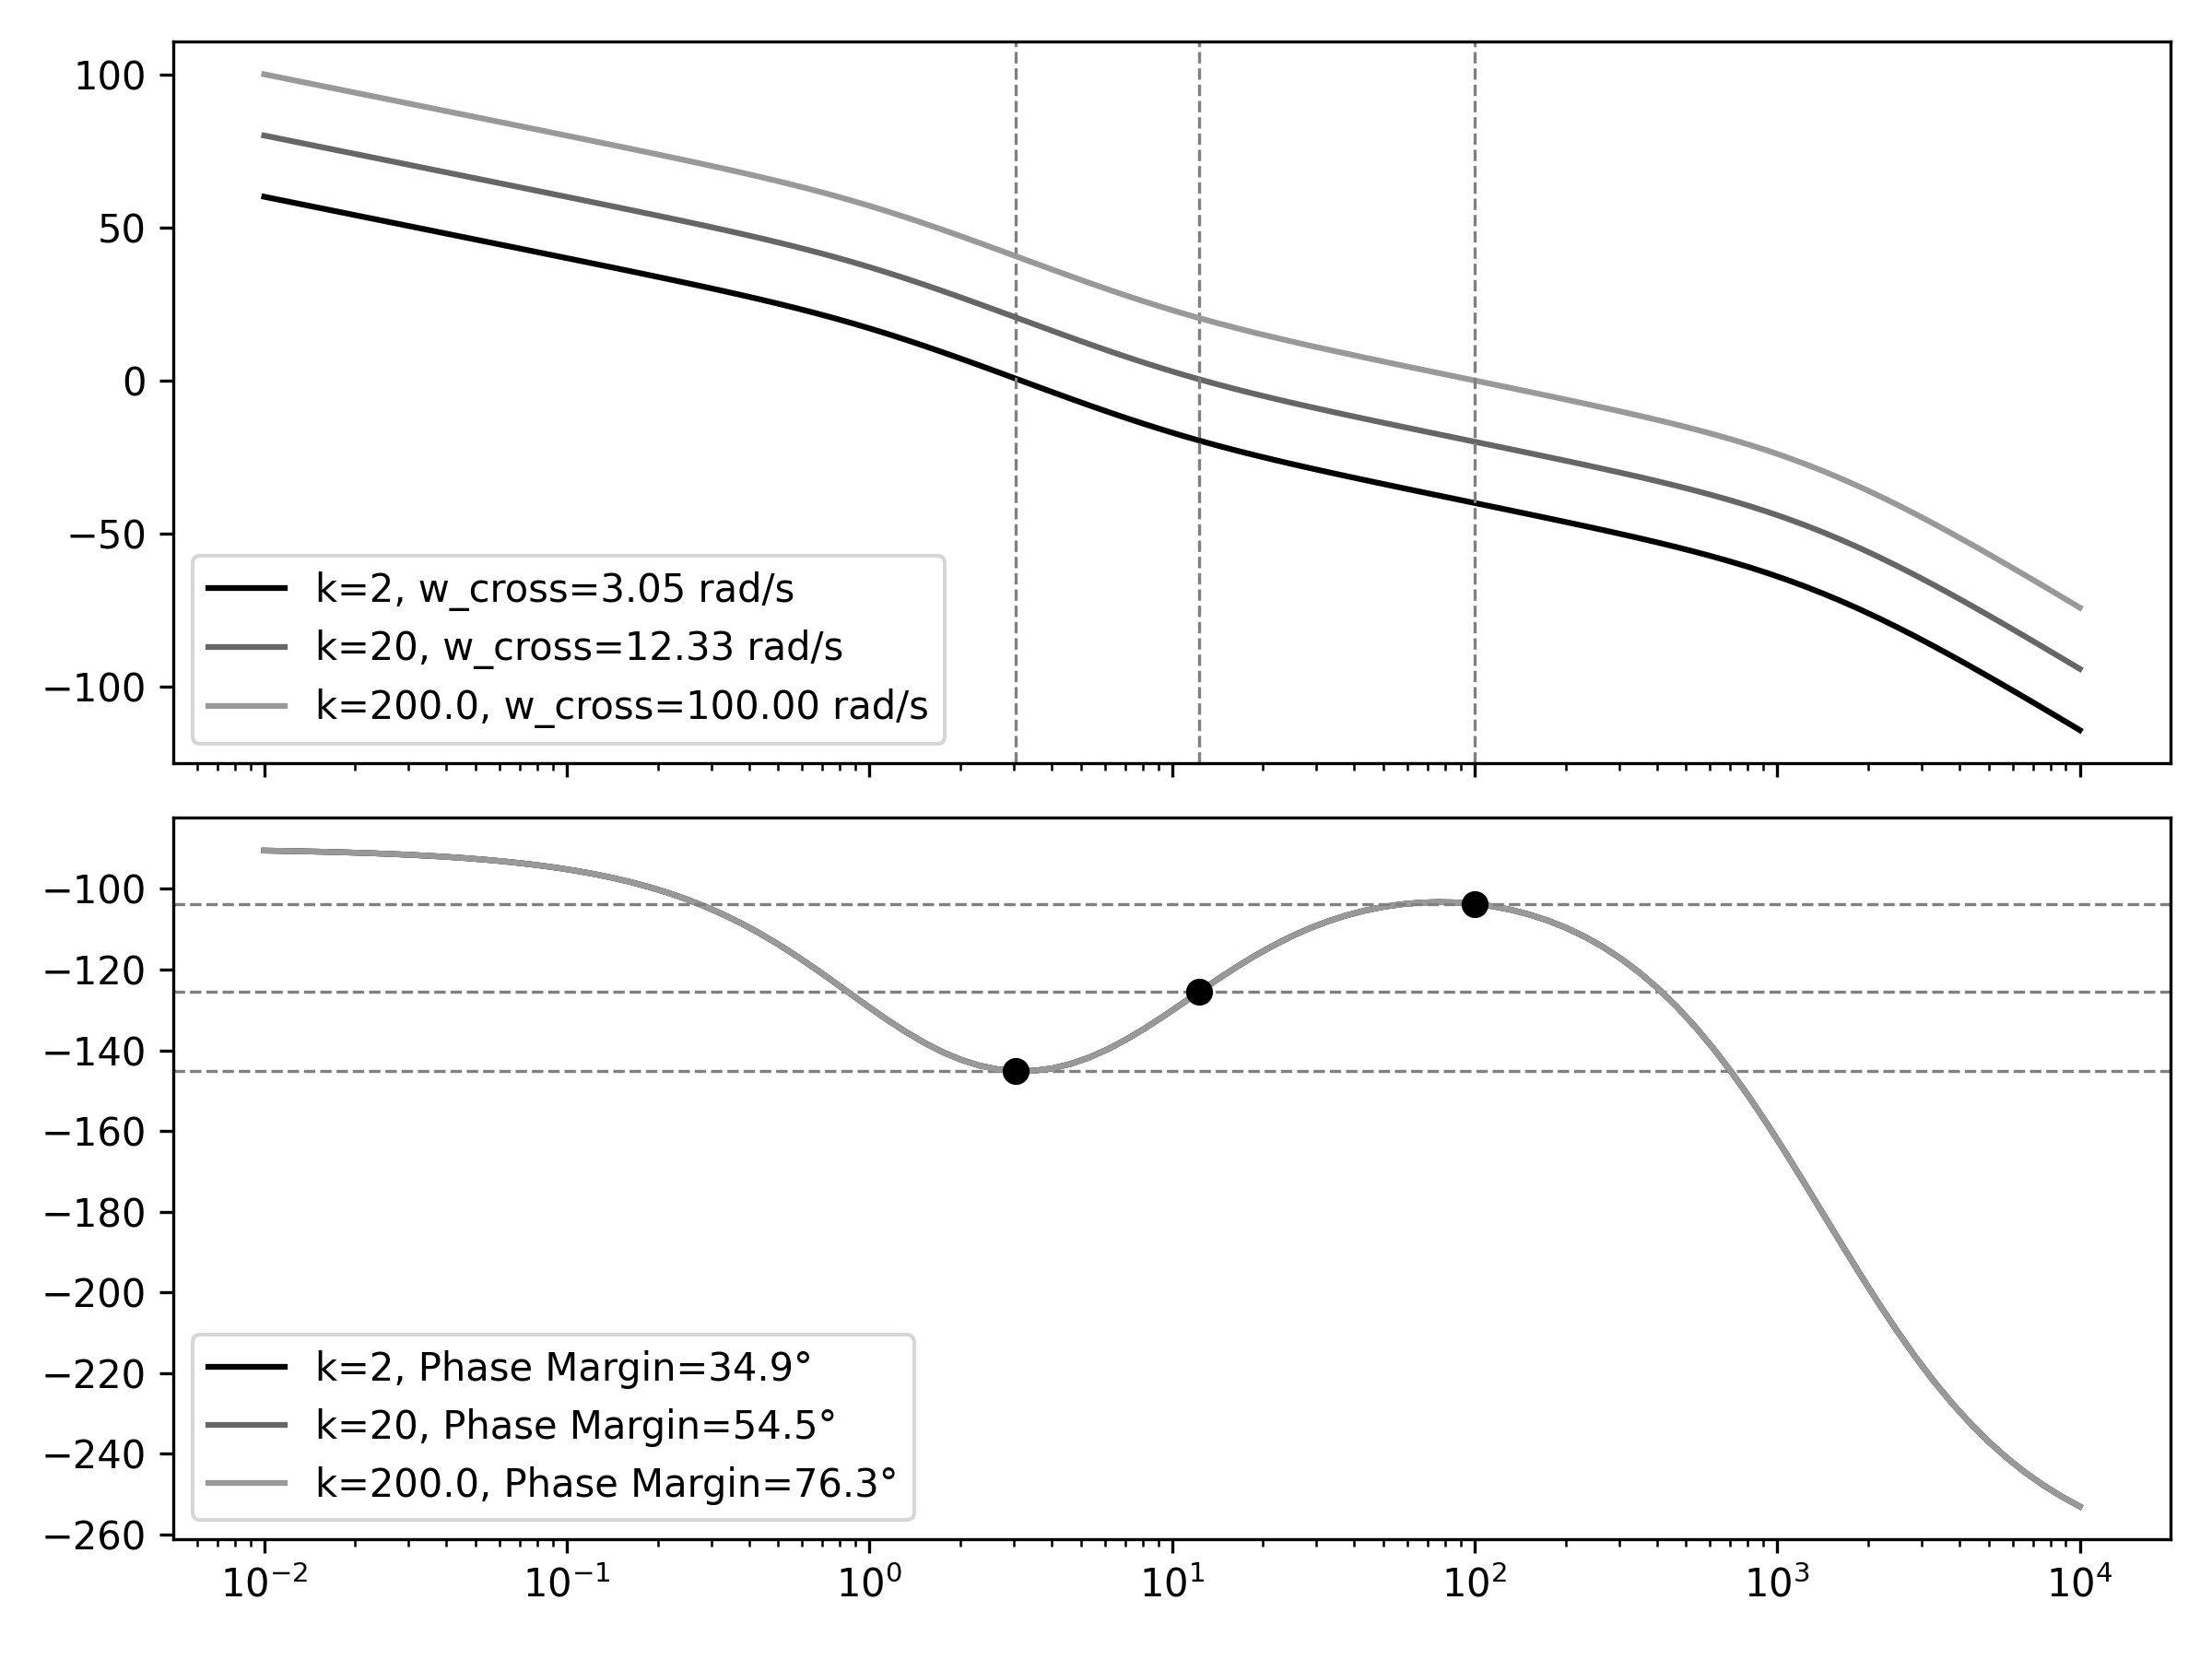 100
50
0
−50
−100
k=2, w_cross=3.05 rad/s
k=20, w_cross=12.33 rad/s
k=200.0, w_cross=100.00 rad/s
−100
−120
−140
−160
−180
−200
−220
−240
−260
k=2, Phase Margin=34.9°
k=20, Phase Margin=54.5°
k=200.0, Phase Margin=76.3°
10⁻² 10⁻¹ 10⁰ 10¹ 10² 10³ 10⁴